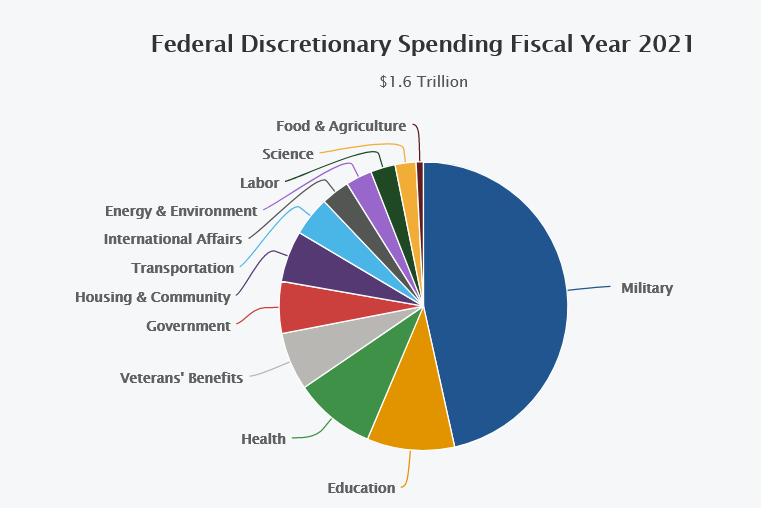 Federal Discretionary Spending Fiscal Year 2021
$1.6 Trillion
Food & Agriculture
Science
Labor
Energy & Environment
International Affairs
Transportation
Housing & Community
Military
Government
Veterans' Benefits
Health
Education